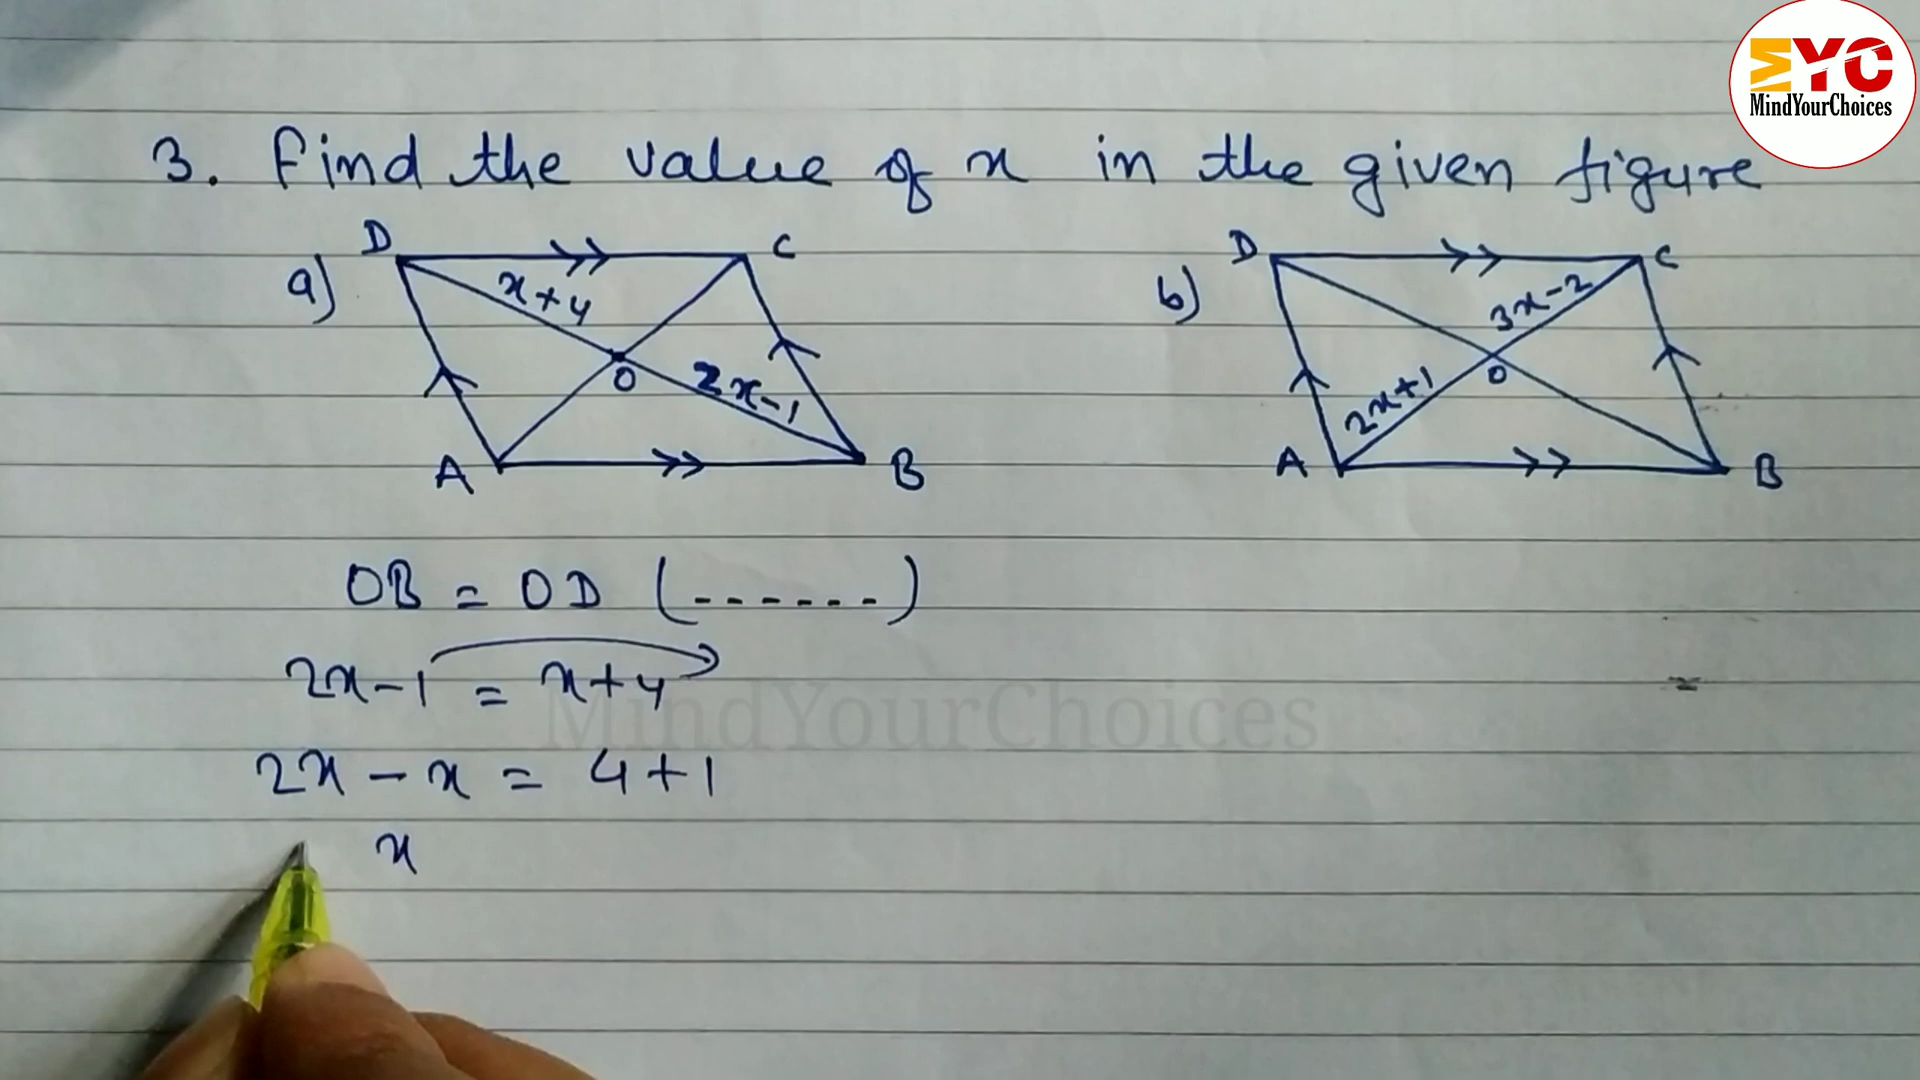 MYC
MindYourChoices
3. Find the value of x in the given figure
a)
D
C
x+4
O
2x-1
A
B
b)
D
C
3x-2
O
2x+1
A
B
OB = OD (------)
2x-1 = x+4
MindYourChoices
2x - x = 4+1
x